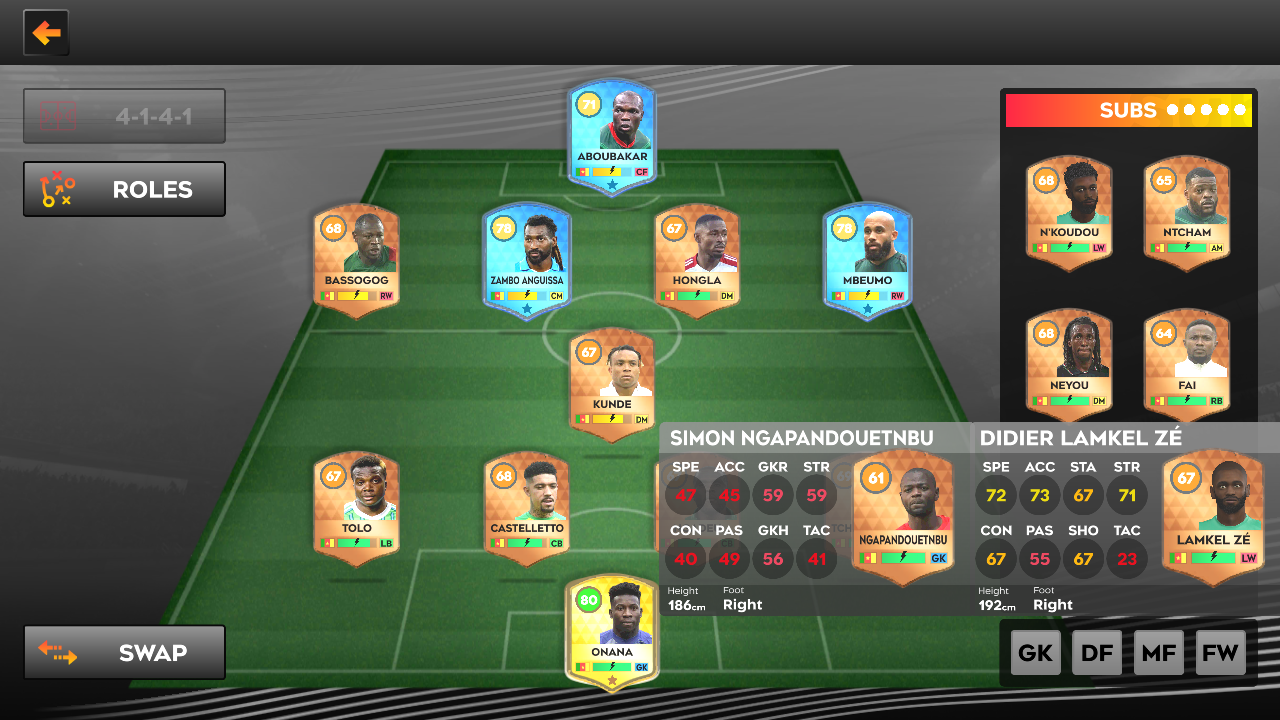 4-1-4-1
ROLES
SUBS
71
ABOUBAKAR
CF
68
BASSOGOG
RW
78
ZAMBO ANGUISSA
CM
67
HONGLA
DM
78
MBEUMO
RW
67
KUNDE
DM
67
TOLO
LB
68
CASTELLETTO
CB
80
ONANA
GK
68
N'KOUDOU
LW
65
NTCHAM
AM
68
NEYOU
DM
64
FAI
RB
SIMON NGAPANDOUETNBU
SPE ACC GKR STR
47 45 59 59
CON PAS GKH TAC
40 49 56 41
Height Foot
186cm Right
61
NGAPANDOUETNBU
GK
DIDIER LAMKEL ZÉ
SPE ACC STA STR
72 73 67 71
CON PAS SHO TAC
67 55 67 23
Height Foot
192cm Right
67
LAMKEL ZÉ
LW
SWAP
GK DF MF FW